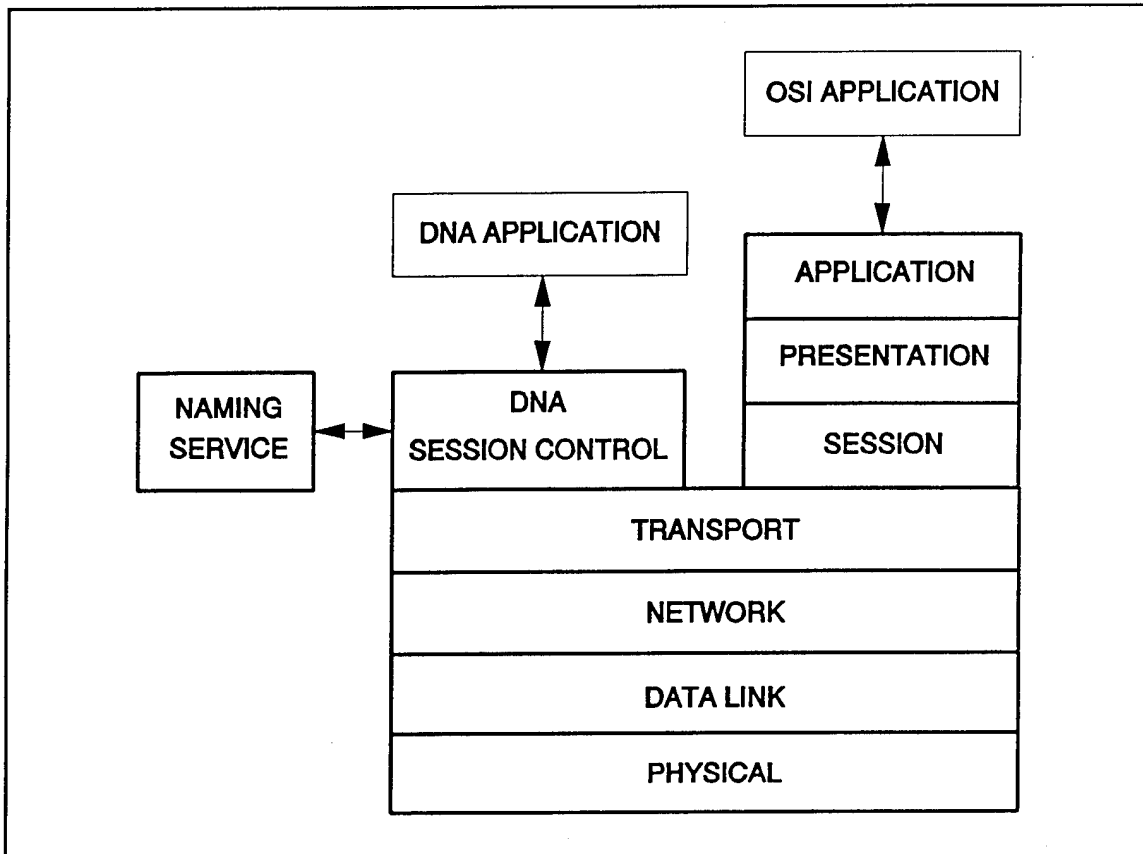 OSI APPLICATION
DNA APPLICATION
APPLICATION
PRESENTATION
NAMING
SERVICE
DNA
SESSION CONTROL
SESSION
TRANSPORT
NETWORK
DATA LINK
PHYSICAL